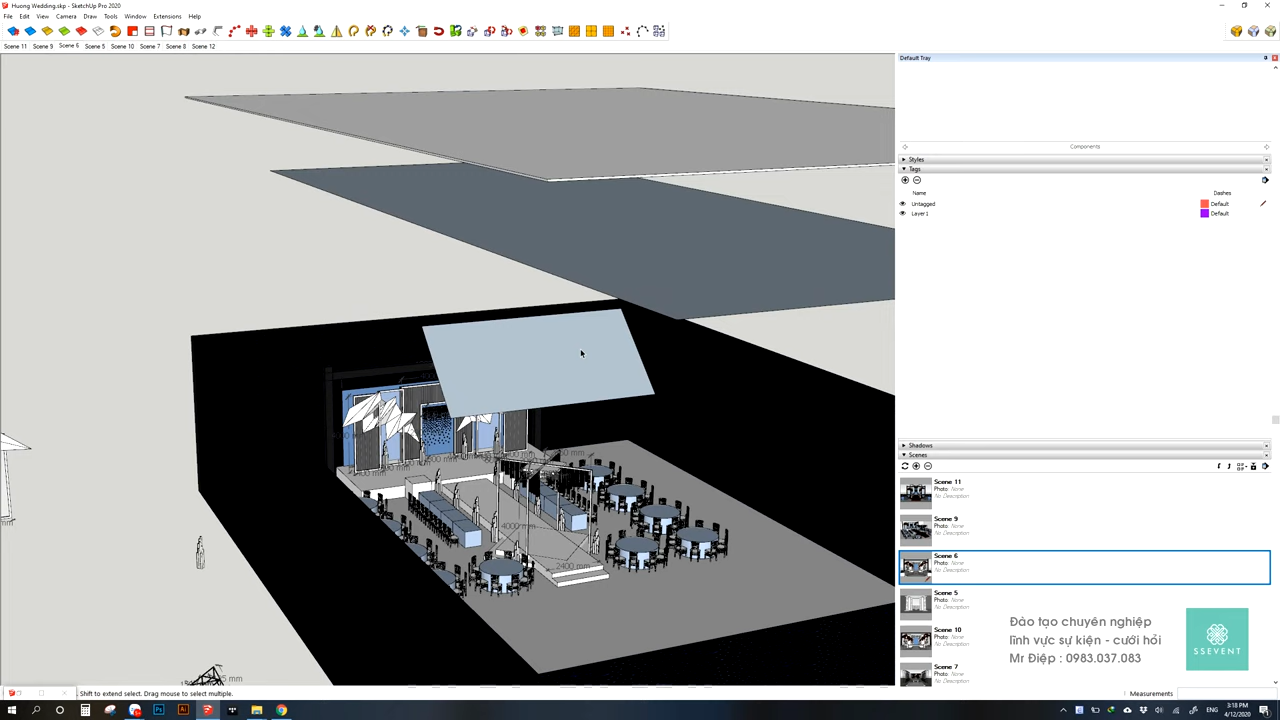 Huong Wedding.skp - SketchUp Pro 2020
File Edit View Camera Draw Tools Window Extensions Help
Scene 11 Scene 9 Scene 6 Scene 5 Scene 10 Scene 7 Scene 8 Scene 12
Default Tray
Components
Styles
Tags
Name Dashes
Untagged Default
Layer1 Default
4000 mm
2400 mm
Shadows
Scenes
Scene 11
Photo: None
No Description
Scene 9
Photo: None
No Description
Scene 6
Photo: None
No Description
Scene 5
Photo: None
No Description
Scene 10
Photo: None
No Description
Scene 7
Photo: None
No Description
Đào tạo chuyên nghiệp
lĩnh vực sự kiện - cưới hỏi
Mr Điệp : 0983.037.083
SSEVENT
Shift to extend select. Drag mouse to select multiple.
Measurements
ENG
3:18 PM
4/12/2020